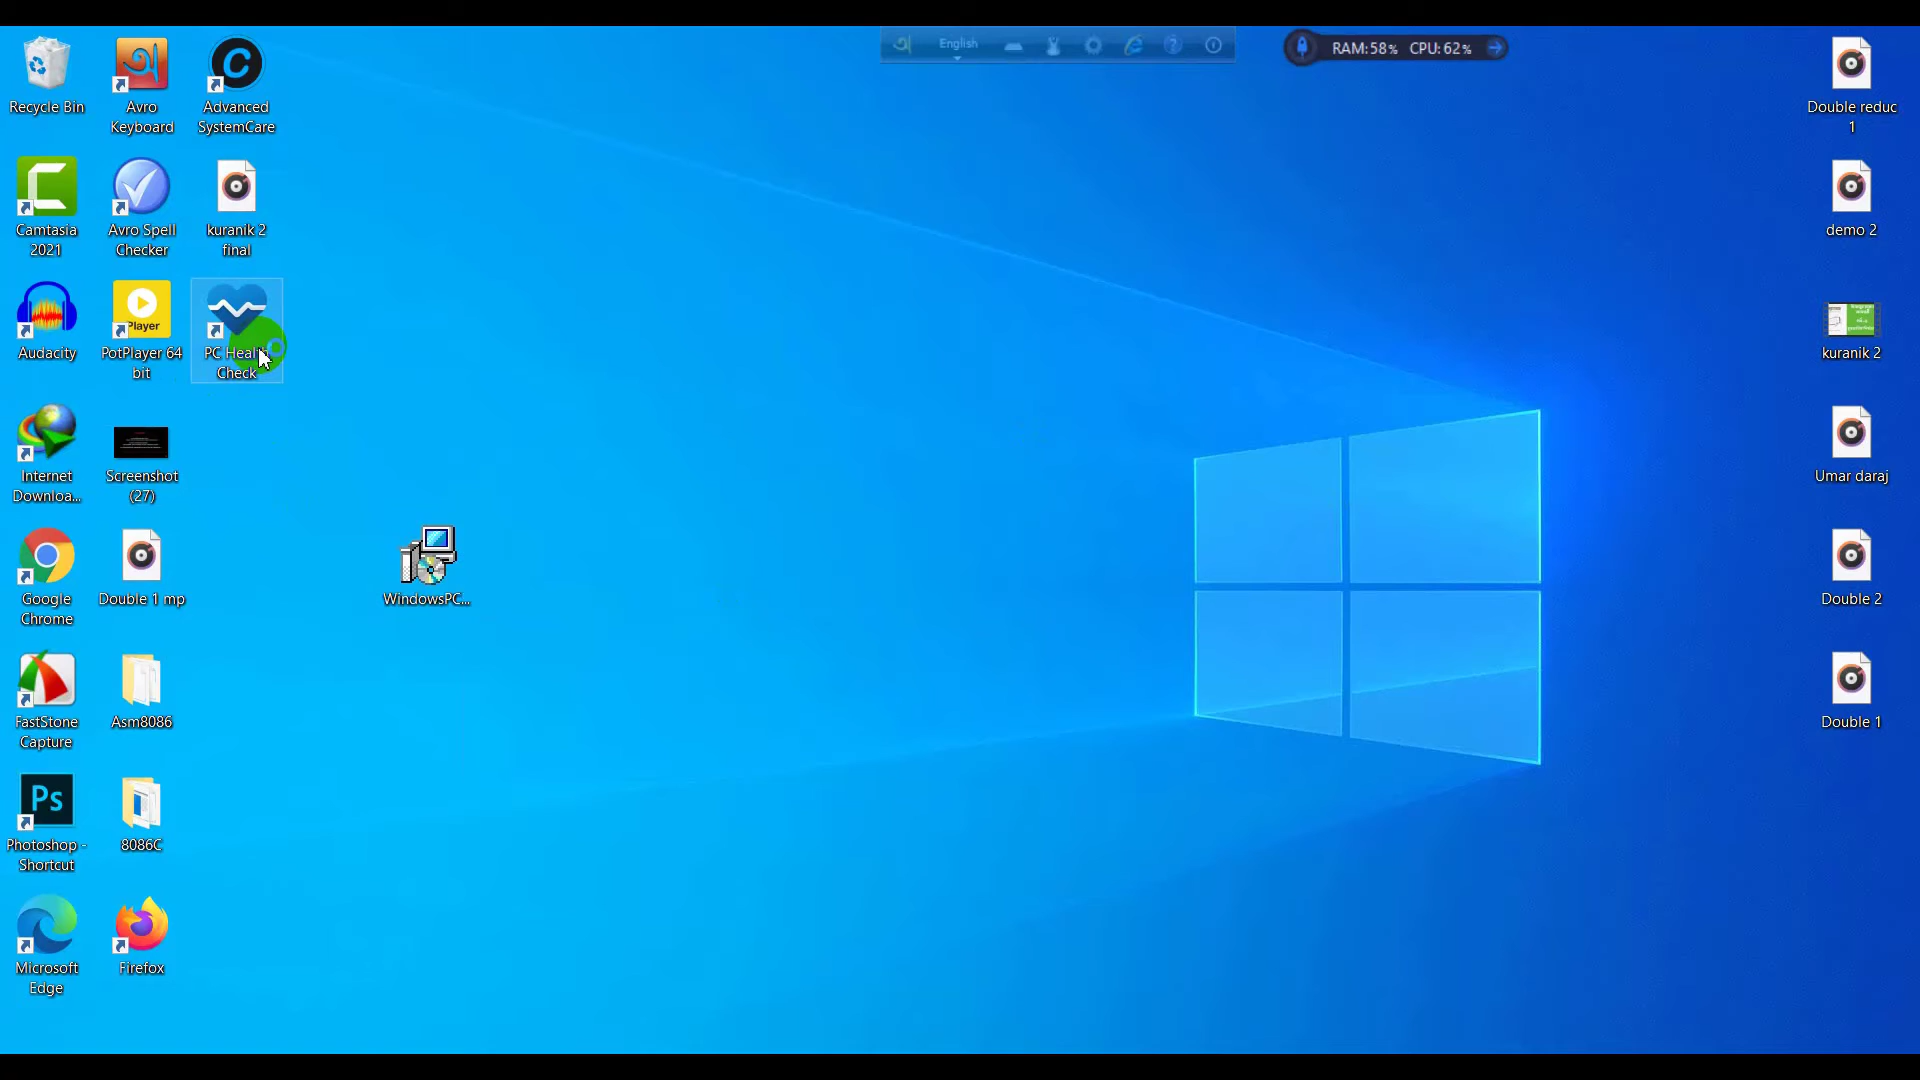 English
RAM:58% CPU:62%
Recycle Bin
Avro
Keyboard
Advanced
SystemCare
Camtasia
2021
Avro Spell
Checker
kuranik 2
final
Audacity
Player
PotPlayer 64
bit
PC Health
Check
Internet
Downloa...
Screenshot
(27)
Google
Chrome
Double 1 mp
WindowsPC...
FastStone
Capture
Asm8086
Ps
Photoshop -
Shortcut
8086C
Microsoft
Edge
Firefox
Double reduc
1
demo 2
kuranik 2
Umar daraj
Double 2
Double 1